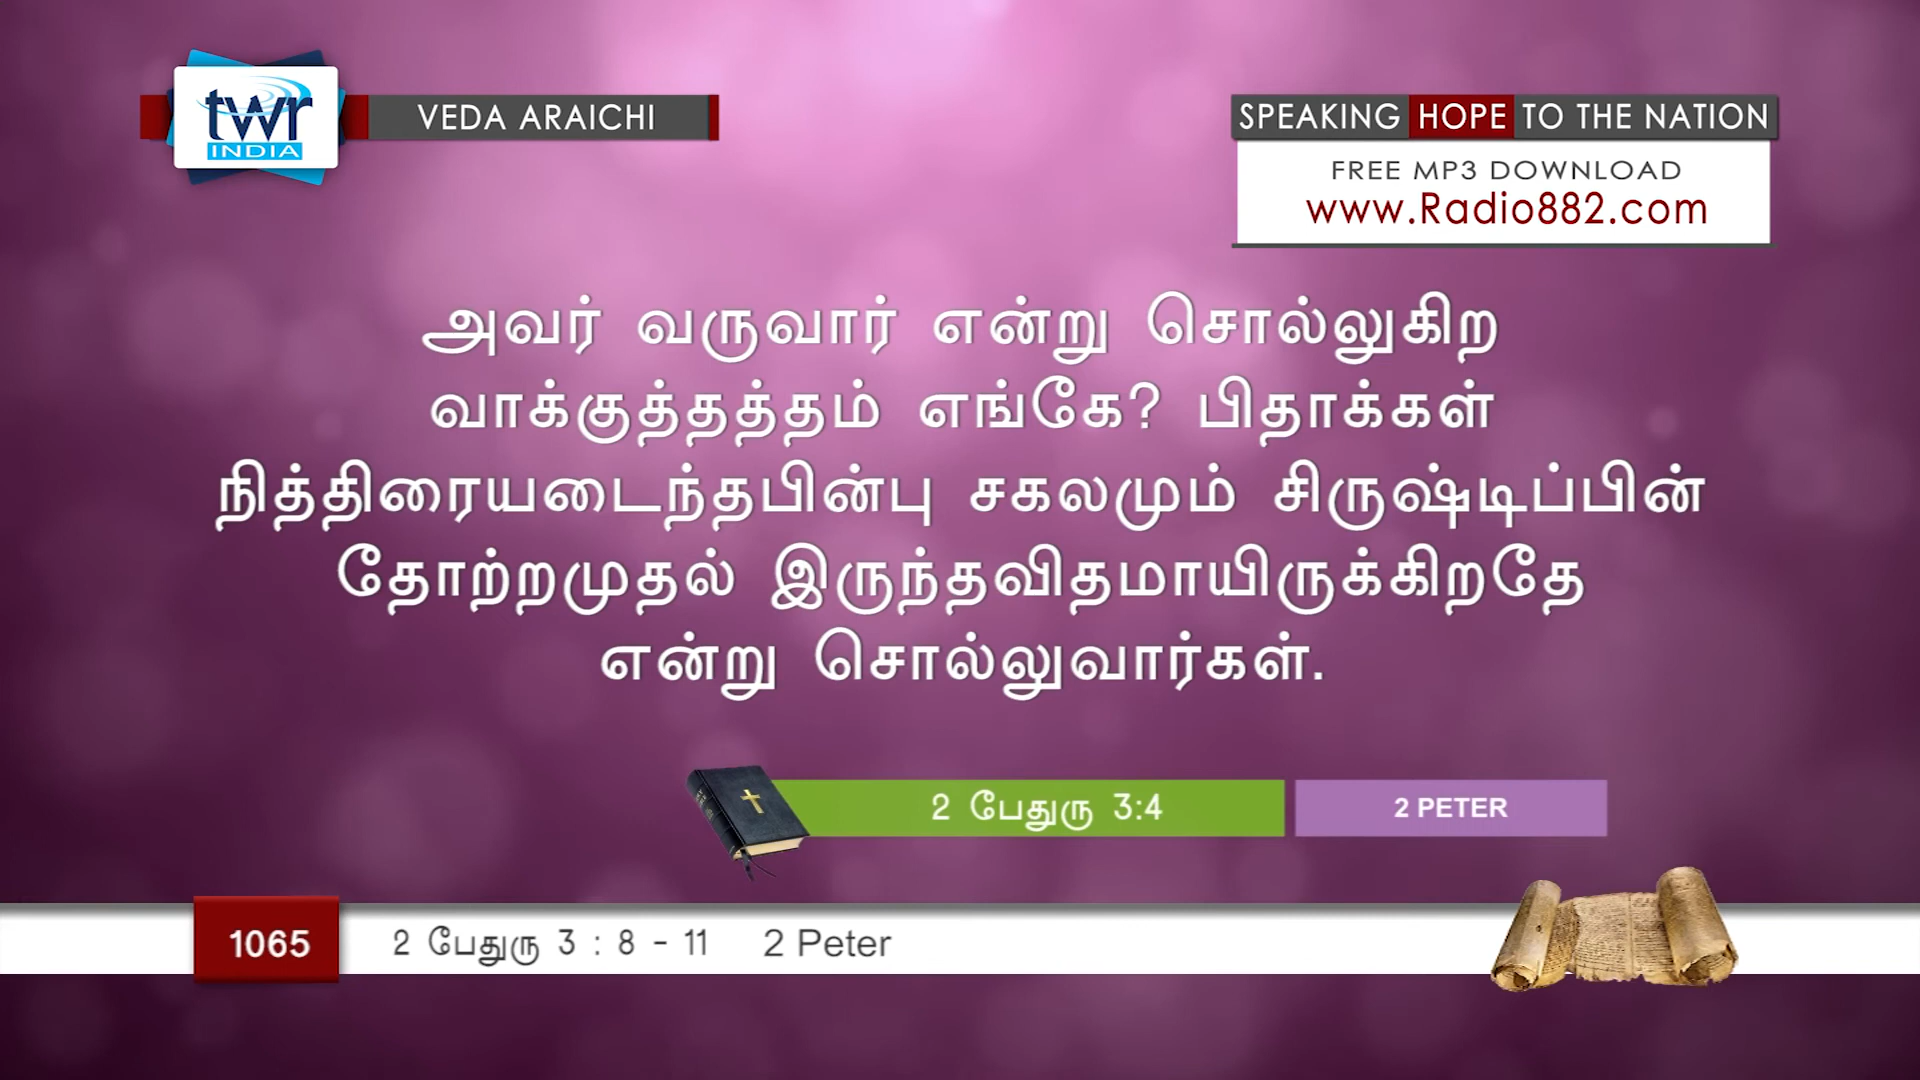 twr
INDIA
VEDA ARAICHI
SPEAKING HOPE TO THE NATION
FREE MP3 DOWNLOAD
www.Radio882.com
அவர் வருவார் என்று சொல்லுகிற
வாக்குத்தத்தம் எங்கே? பிதாக்கள்
நித்திரையடைந்தபின்பு சகலமும் சிருஷ்டிப்பின்
தோற்றமுதல் இருந்தவிதமாயிருக்கிறதே
என்று சொல்லுவார்கள்.
2 பேதுரு 3:4
2 PETER
1065
2 பேதுரு 3 : 8 - 11 2 Peter